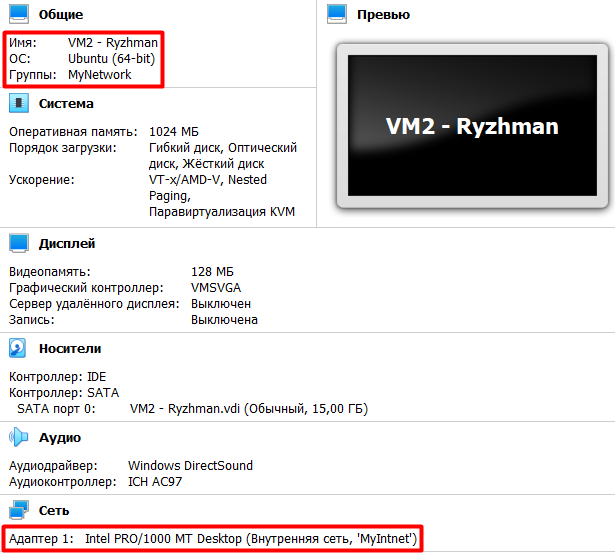 Общие
Имя: VM2 - Ryzhman
ОС: Ubuntu (64-bit)
Группы: MyNetwork
Система
Оперативная память: 1024 МБ
Порядок загрузки: Гибкий диск, Оптический
диск, Жёсткий диск
Ускорение: VT-x/AMD-V, Nested
Paging,
Паравиртуализация KVM
Превью
VM2 - Ryzhman
Дисплей
Видеопамять: 128 МБ
Графический контроллер: VMSVGA
Сервер удалённого дисплея: Выключен
Запись: Выключена
Носители
Контроллер: IDE
Контроллер: SATA
SATA порт 0: VM2 - Ryzhman.vdi (Обычный, 15,00 ГБ)
Аудио
Аудиодрайвер: Windows DirectSound
Аудиоконтроллер: ICH AC97
Сеть
Адаптер 1: Intel PRO/1000 MT Desktop (Внутренняя сеть, 'MyIntnet')